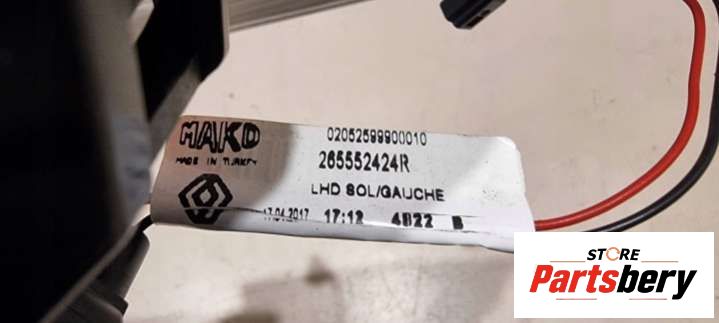 MAKO
MADE IN TURKEY
02052599900010
265552424R
LHD SOL/GAUCHE
17.04.2017 17:12 4822 B
STORE
Partsbery